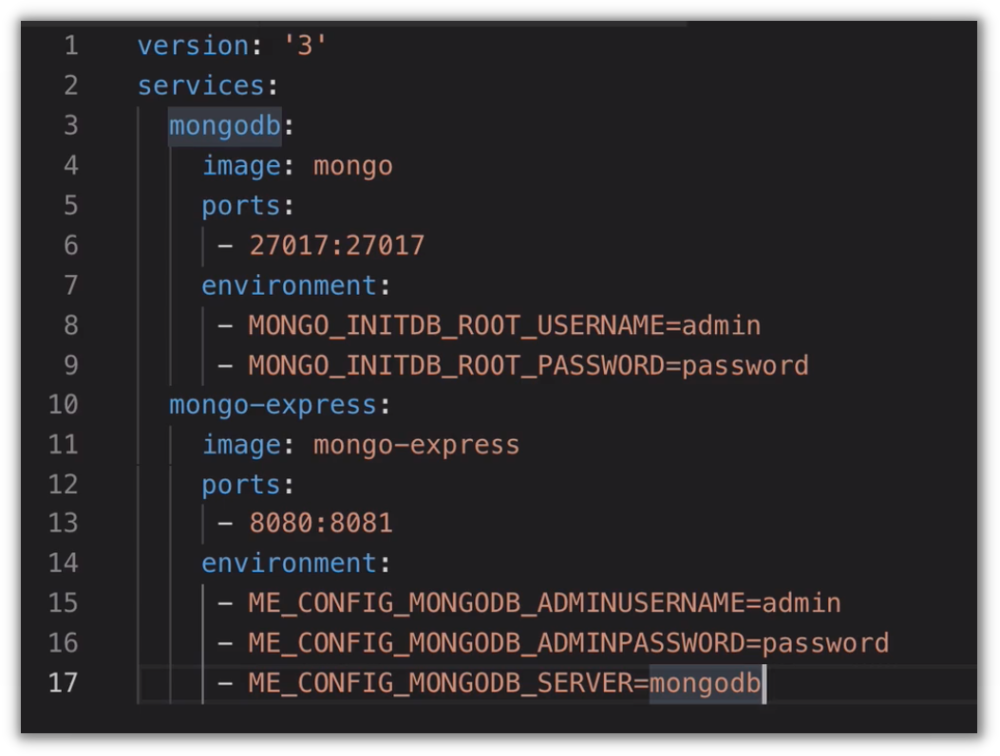 1 version: '3'
2 services:
3 mongodb:
4 image: mongo
5 ports:
6 - 27017:27017
7 environment:
8 - MONGO_INITDB_ROOT_USERNAME=admin
9 - MONGO_INITDB_ROOT_PASSWORD=password
10 mongo-express:
11 image: mongo-express
12 ports:
13 - 8080:8081
14 environment:
15 - ME_CONFIG_MONGODB_ADMINUSERNAME=admin
16 - ME_CONFIG_MONGODB_ADMINPASSWORD=password
17 - ME_CONFIG_MONGODB_SERVER=mongodb